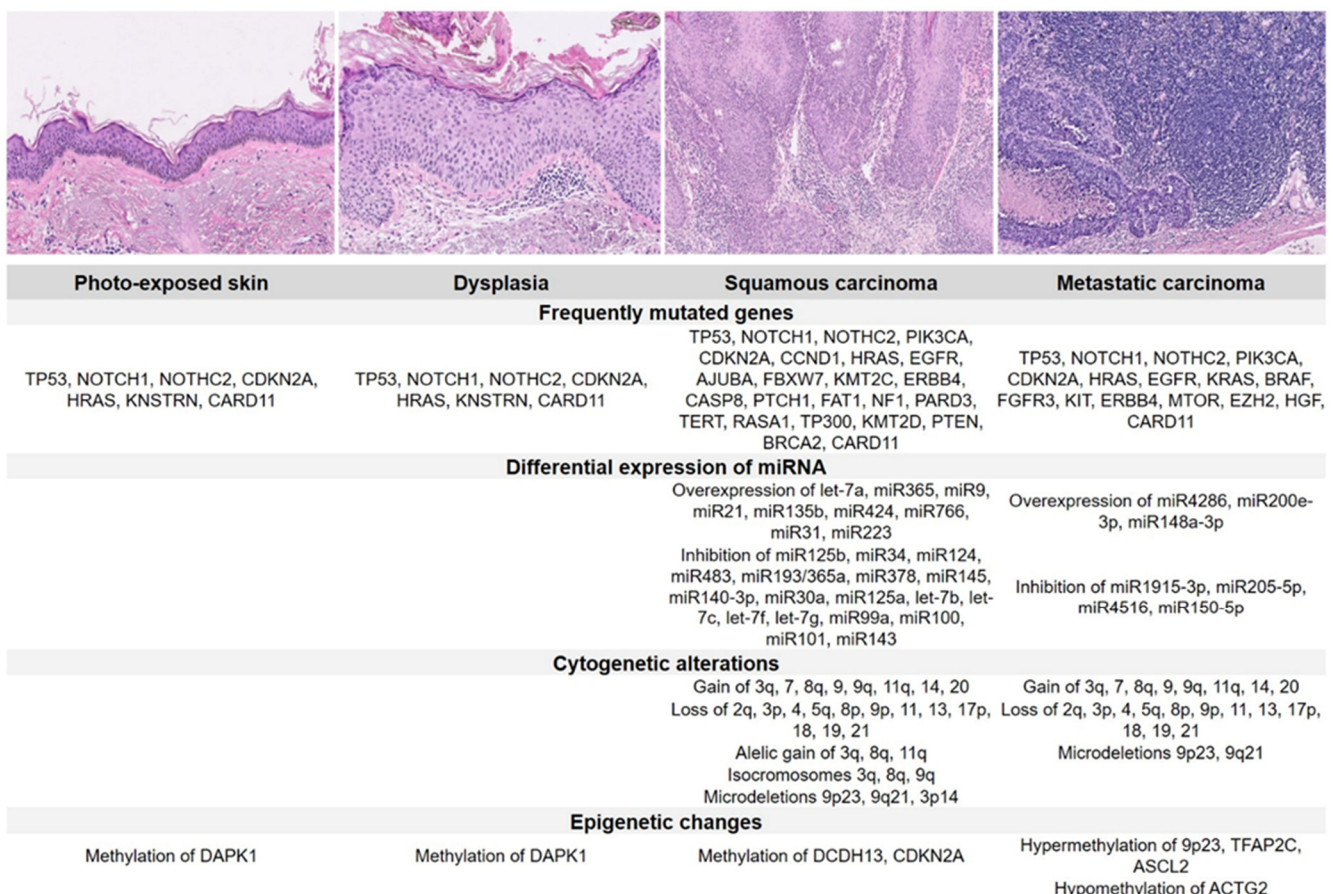 Photo-exposed skin
Dysplasia
Squamous carcinoma
Metastatic carcinoma
Frequently mutated genes
TP53, NOTCH1, NOTHC2, CDKN2A,
HRAS, KNSTRN, CARD11
TP53, NOTCH1, NOTHC2, CDKN2A,
HRAS, KNSTRN, CARD11
TP53, NOTCH1, NOTHC2, PIK3CA,
CDKN2A, CCND1, HRAS, EGFR,
AJUBA, FBXW7, KMT2C, ERBB4,
CASP8, PTCH1, FAT1, NF1, PARD3,
TERT, RASA1, TP300, KMT2D, PTEN,
BRCA2, CARD11
TP53, NOTCH1, NOTHC2, PIK3CA,
CDKN2A, HRAS, EGFR, KRAS, BRAF,
FGFR3, KIT, ERBB4, MTOR, EZH2, HGF,
CARD11
Differential expression of miRNA
Overexpression of let-7a, miR365, miR9,
miR21, miR135b, miR424, miR766,
miR31, miR223
Overexpression of miR4286, miR200e-
3p, miR148a-3p
Inhibition of miR125b, miR34, miR124,
miR483, miR193/365a, miR378, miR145,
miR140-3p, miR30a, miR125a, let-7b, let-
7c, let-7f, let-7g, miR99a, miR100,
miR101, miR143
Inhibition of miR1915-3p, miR205-5p,
miR4516, miR150-5p
Cytogenetic alterations
Gain of 3q, 7, 8q, 9, 9q, 11q, 14, 20
Gain of 3q, 7, 8q, 9, 9q, 11q, 14, 20
Loss of 2q, 3p, 4, 5q, 8p, 9p, 11, 13, 17p,
18, 19, 21
Loss of 2q, 3p, 4, 5q, 8p, 9p, 11, 13, 17p,
18, 19, 21
Alelic gain of 3q, 8q, 11q
Microdeletions 9p23, 9q21
Isocromosomes 3q, 8q, 9q
Microdeletions 9p23, 9q21, 3p14
Epigenetic changes
Methylation of DAPK1
Methylation of DAPK1
Methylation of DCDH13, CDKN2A
Hypermethylation of 9p23, TFAP2C,
ASCL2
Hypomethylation of ACTG2